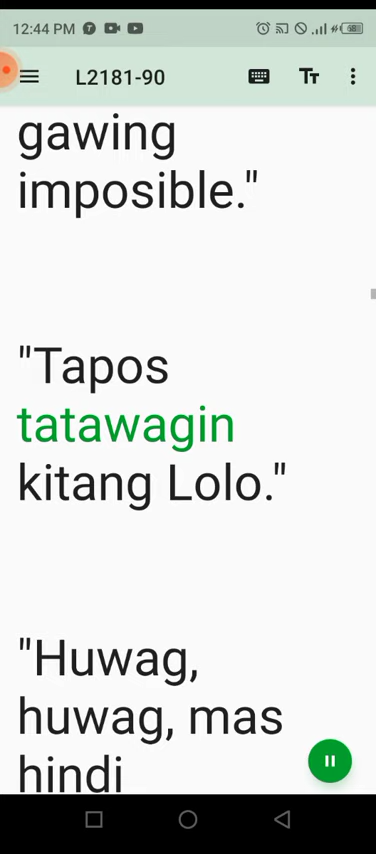 12:44 PM
L2181-90
gawing
imposible."
"Tapos
tatawagin
kitang Lolo."
"Huwag,
huwag, mas
hindi